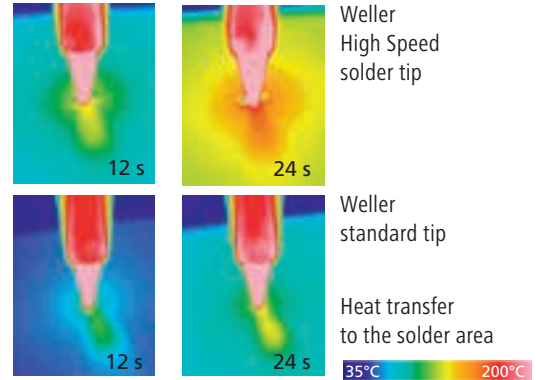 Weller
High Speed
solder tip
12 s
24 s
Weller
standard tip
Heat transfer
to the solder area
12 s
24 s
35°C
200°C